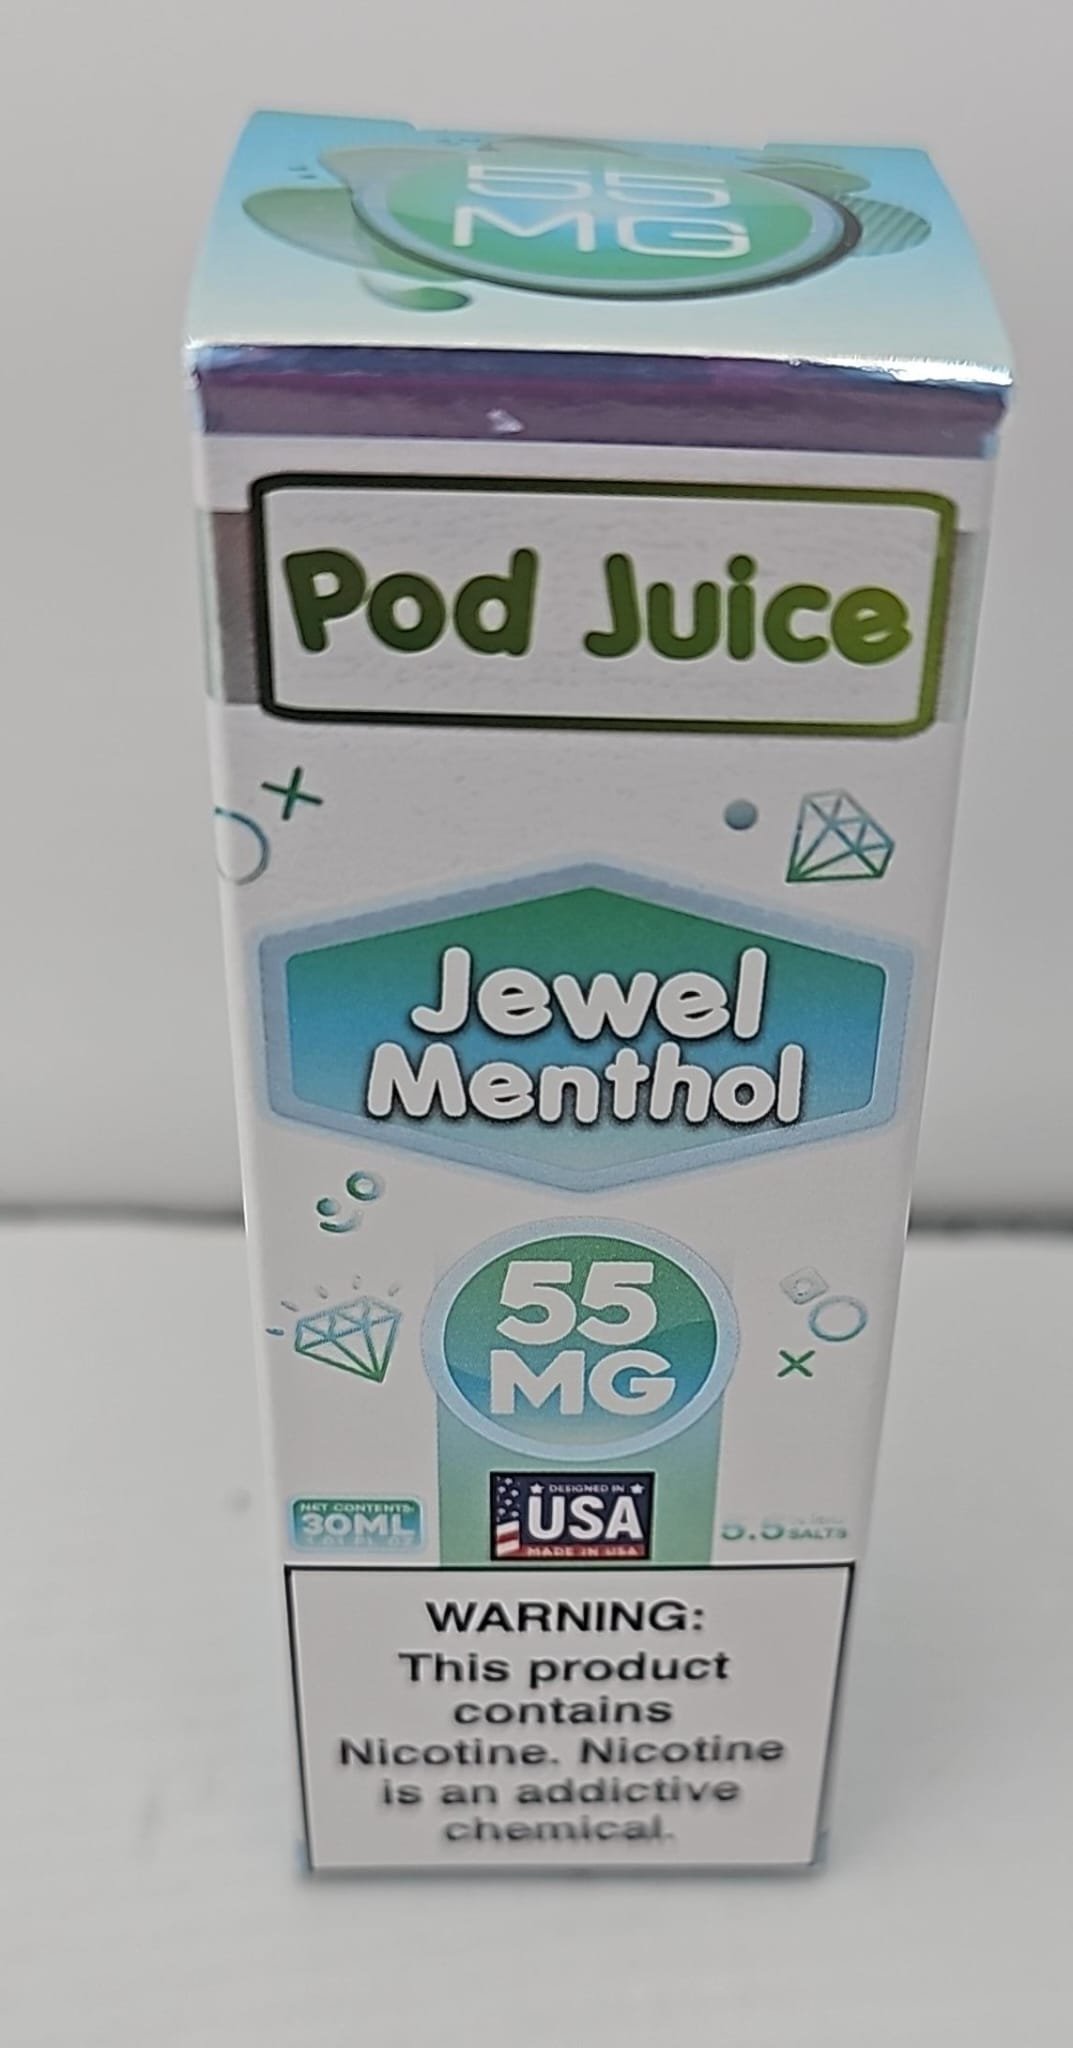 55
MG
Pod Juice
Jewel
Menthol
55
MG
DESIGNED IN
USA
MADE IN USA
NET CONTENTS:
30ML
5.5
SALTS
WARNING:
This product
contains
Nicotine. Nicotine
is an addictive
chemical.